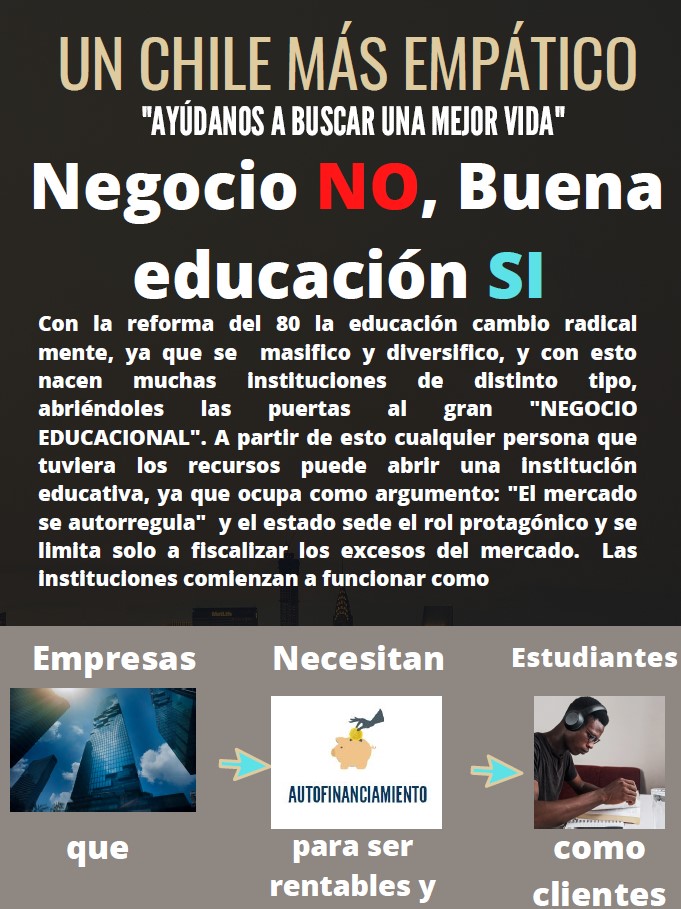 UN CHILE MÁS EMPÁTICO
"AYÚDANOS A BUSCAR UNA MEJOR VIDA"
Negocio NO, Buena
educación SI
Con la reforma del 80 la educación cambio radical
mente, ya que se masifico y diversifico, y con esto
nacen muchas instituciones de distinto tipo,
abriéndoles las puertas al gran "NEGOCIO
EDUCACIONAL". A partir de esto cualquier persona que
tuviera los recursos puede abrir una institución
educativa, ya que ocupa como argumento: "El mercado
se autorregula" y el estado sede el rol protagónico y se
limita solo a fiscalizar los excesos del mercado. Las
instituciones comienzan a funcionar como
Empresas
que
Necesitan
AUTOFINANCIAMIENTO
para ser
rentables y
Estudiantes
como
clientes